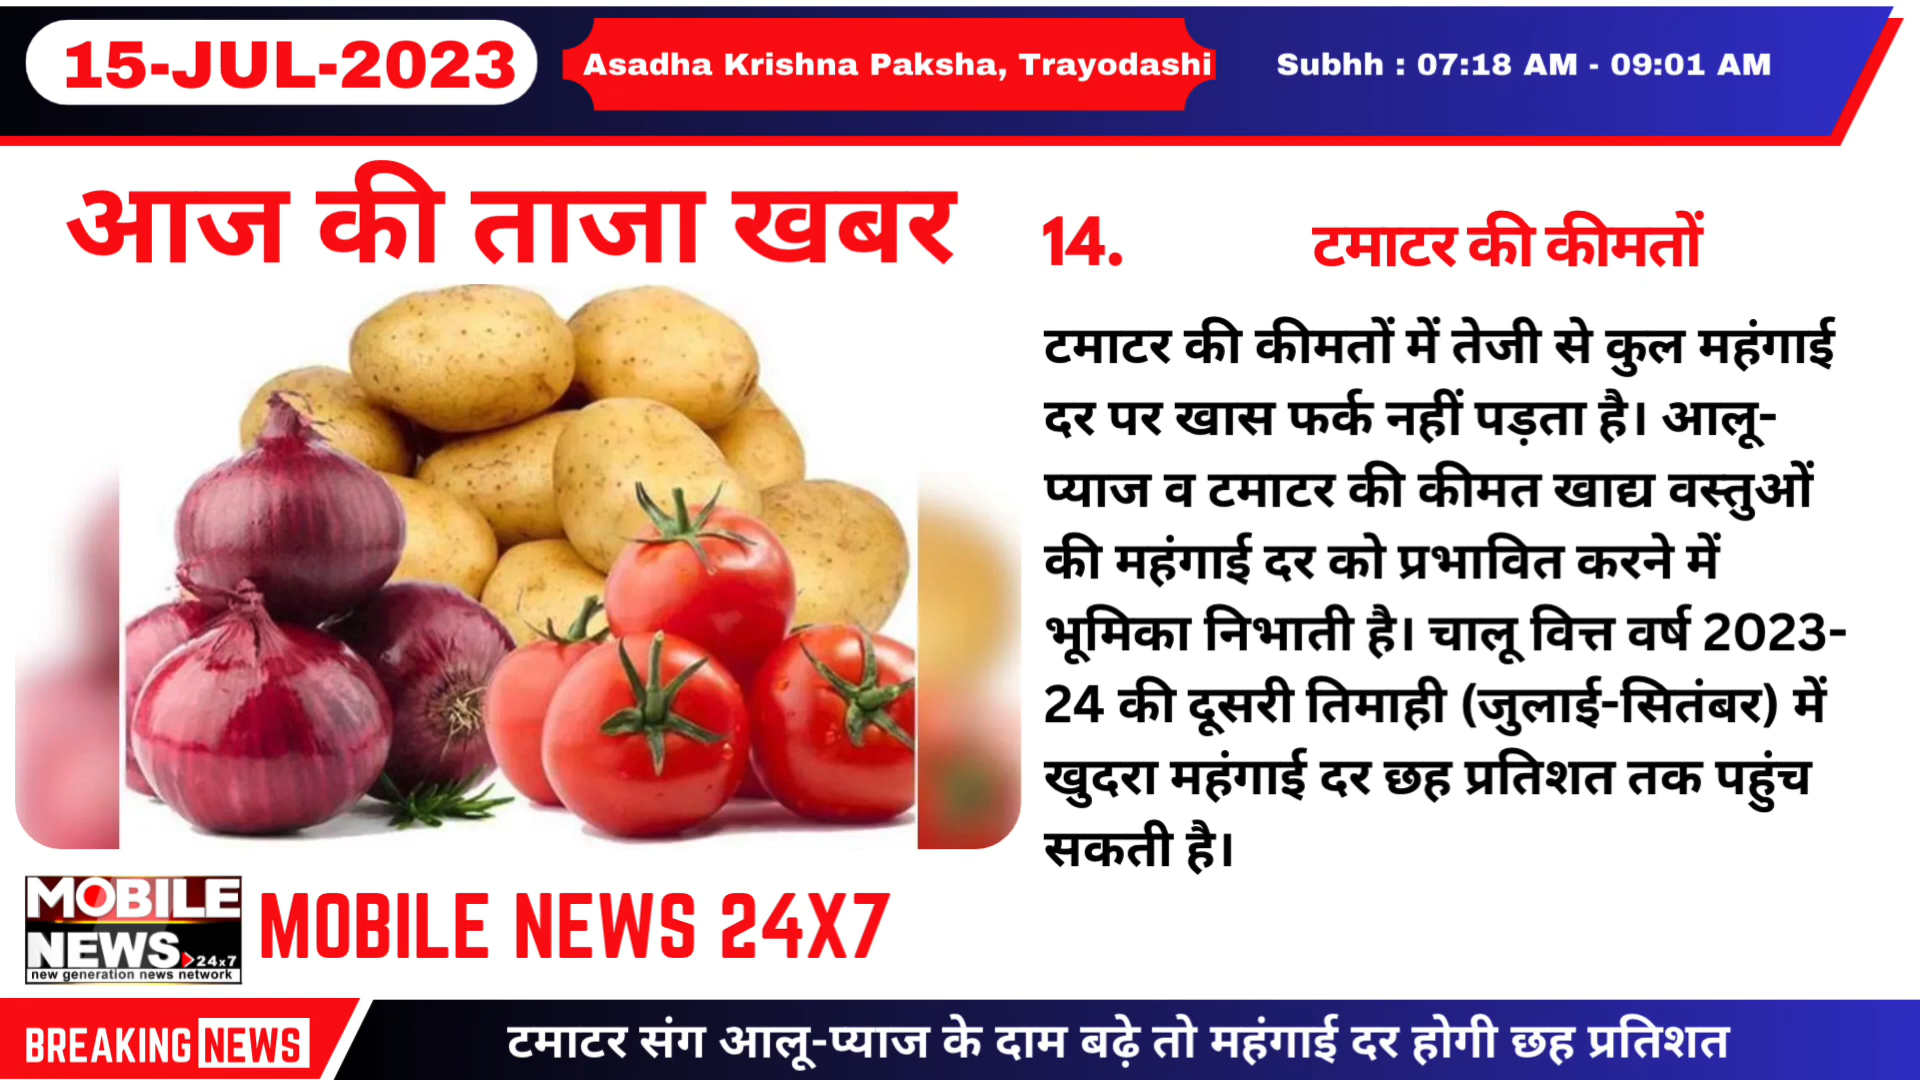 15-JUL-2023
Asadha Krishna Paksha, Trayodashi
Subhh : 07:18 AM - 09:01 AM
आज की ताजा खबर
14.
टमाटर की कीमतों
टमाटर की कीमतों में तेजी से कुल महंगाई
दर पर खास फर्क नहीं पड़ता है। आलू-
प्याज व टमाटर की कीमत खाद्य वस्तुओं
की महंगाई दर को प्रभावित करने में
भूमिका निभाती है। चालू वित्त वर्ष 2023-
24 की दूसरी तिमाही (जुलाई-सितंबर) में
खुदरा महंगाई दर छह प्रतिशत तक पहुंच
सकती है।
MOBILE
NEWS 24x7
new generation news network
MOBILE NEWS 24X7
BREAKING NEWS
टमाटर संग आलू-प्याज के दाम बढ़े तो महंगाई दर होगी छह प्रतिशत